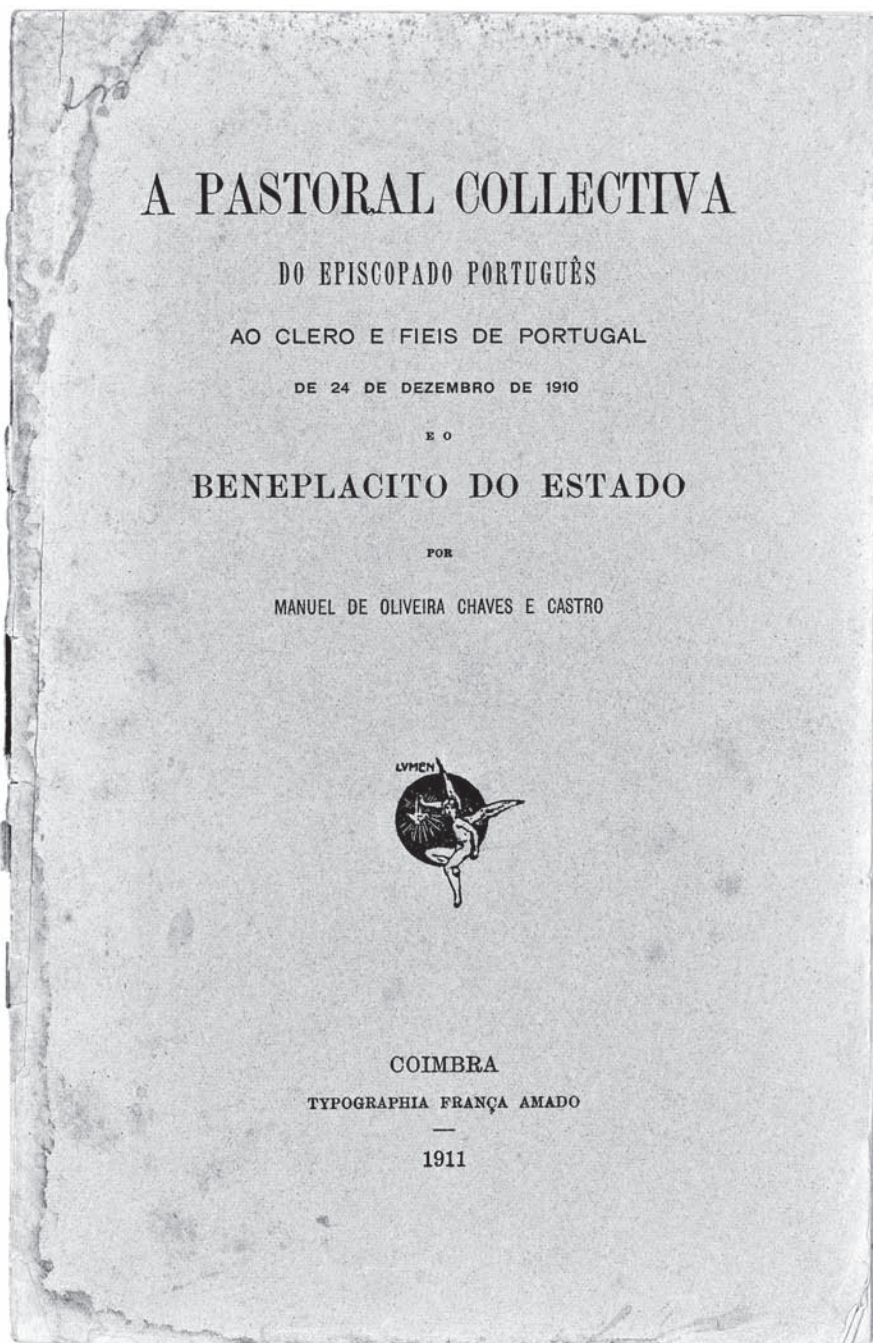 A PASTORAL COLLECTIVA
DO EPISCOPADO PORTUGUÊS
AO CLERO E FIEIS DE PORTUGAL
DE 24 DE DEZEMBRO DE 1910
E O
BENEPLACITO DO ESTADO
POR
MANUEL DE OLIVEIRA CHAVES E CASTRO
LVMEN
COIMBRA
TYPOGRAPHIA FRANÇA AMADO
1911